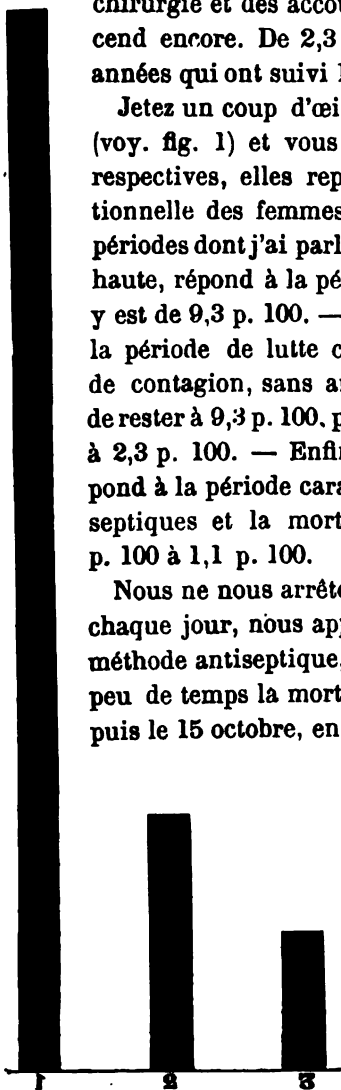 chirurgie et des accou
cend encore. De 2,3
années qui ont suivi l
Jetez un coup d'œi
(voy. fig. 1) et vous
respectives, elles rep
tionnelle des femmes
périodes dont j'ai parl
haute, répond à la pé
y est de 9,3 p. 100. —
la période de lutte c
de contagion, sans a
de rester à 9,3 p. 100, p
à 2,3 p. 100. — Enfi
pond à la période cara
septiques et la mort
p. 100 à 1,1 p. 100.
Nous ne nous arrête
chaque jour, nous ap
méthode antiseptique,
peu de temps la mort
puis le 15 octobre, en
1 2 3